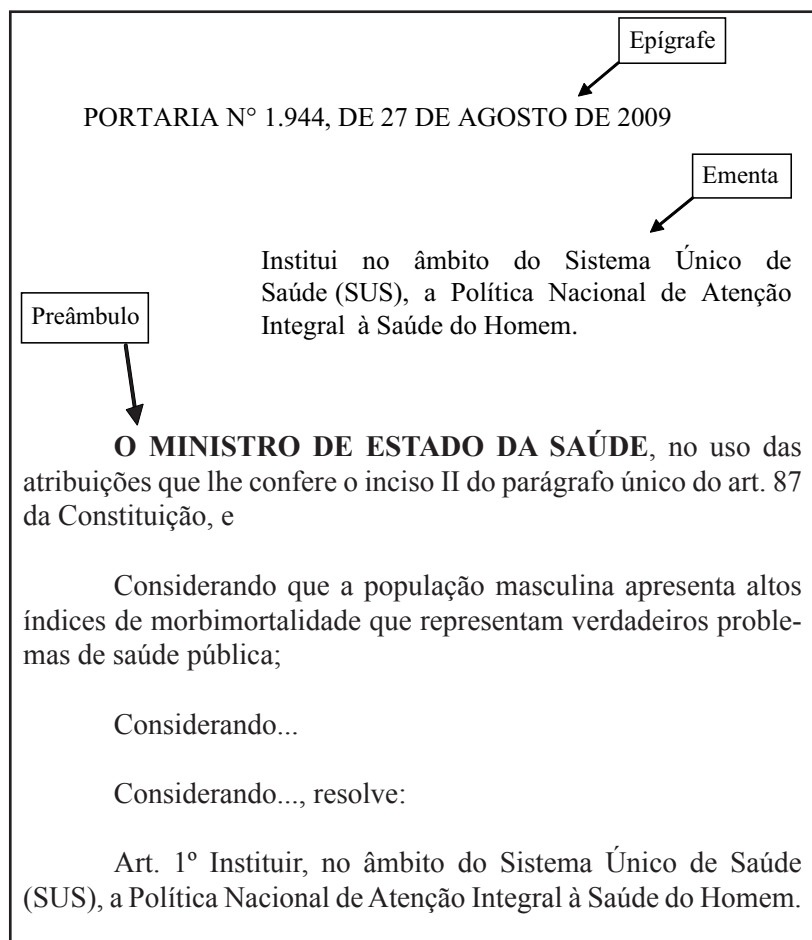 Epígrafe
PORTARIA N° 1.944, DE 27 DE AGOSTO DE 2009
Ementa
Institui no âmbito do Sistema Único de
Saúde (SUS), a Política Nacional de Atenção
Integral à Saúde do Homem.
Preâmbulo
O MINISTRO DE ESTADO DA SAÚDE, no uso das
atribuições que lhe confere o inciso II do parágrafo único do art. 87
da Constituição, e
Considerando que a população masculina apresenta altos
índices de morbimortalidade que representam verdadeiros proble-
mas de saúde pública;
Considerando...
Considerando..., resolve:
Art. 1º Instituir, no âmbito do Sistema Único de Saúde
(SUS), a Política Nacional de Atenção Integral à Saúde do Homem.